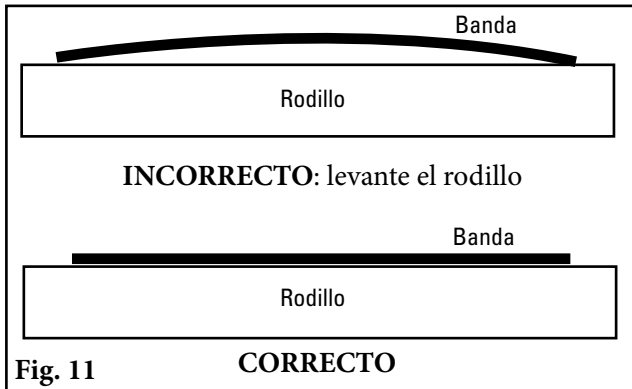 Banda
Rodillo
INCORRECTO: levante el rodillo
Banda
Rodillo
Fig. 11 CORRECTO